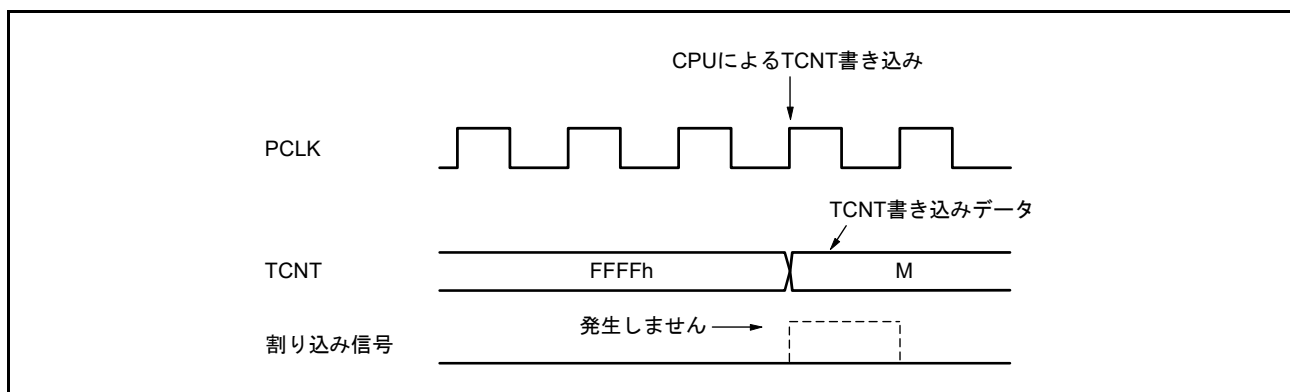 CPUによるTCNT書き込み
PCLK
TCNT書き込みデータ
TCNT
FFFFh
M
発生しません
割り込み信号